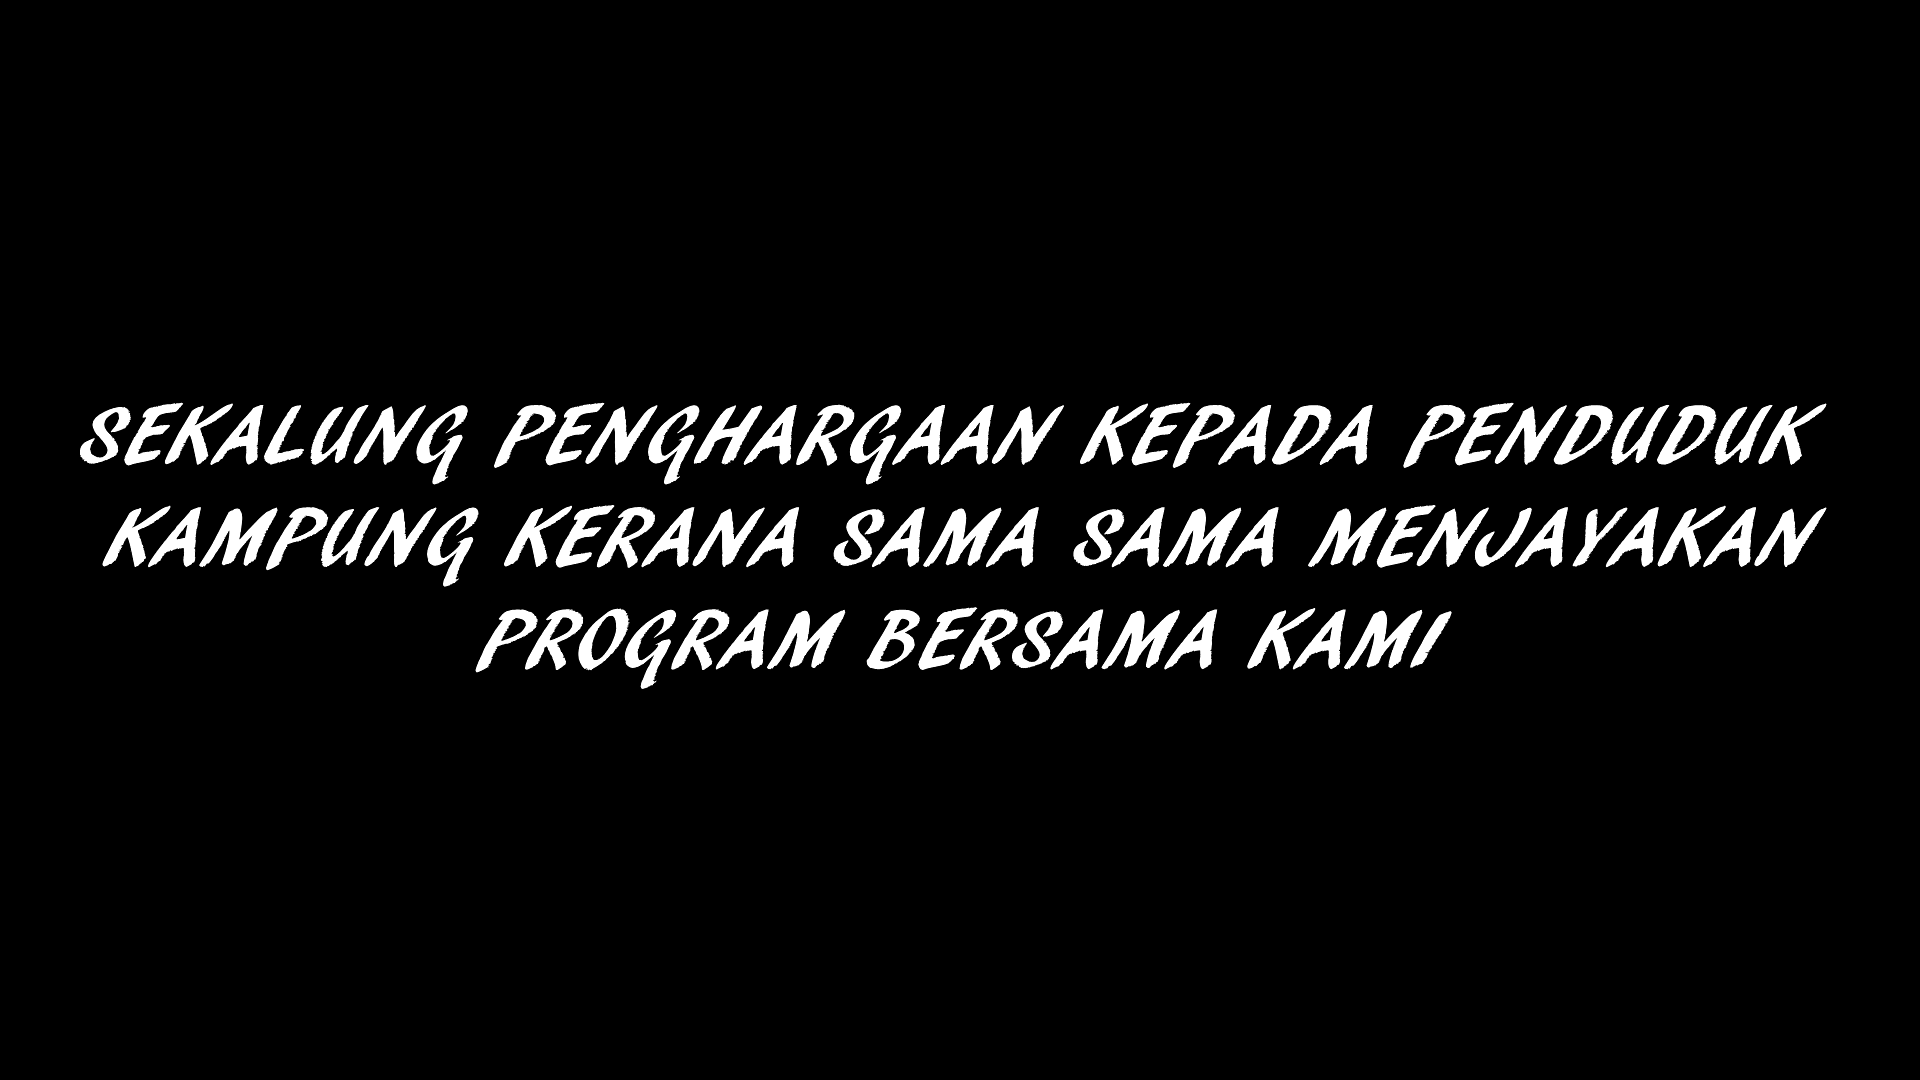 SEKALUNG PENGHARGAAN KEPADA PENDUDUK
KAMPUNG KERANA SAMA SAMA MENJAYAKAN
PROGRAM BERSAMA KAMI